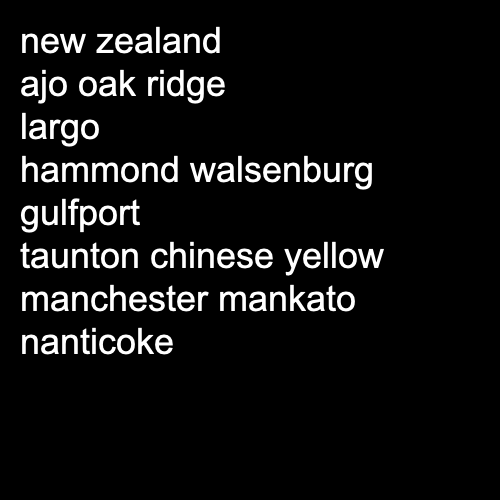 new zealand
ajo oak ridge
largo
hammond walsenburg
gulfport
taunton chinese yellow
manchester mankato
nanticoke